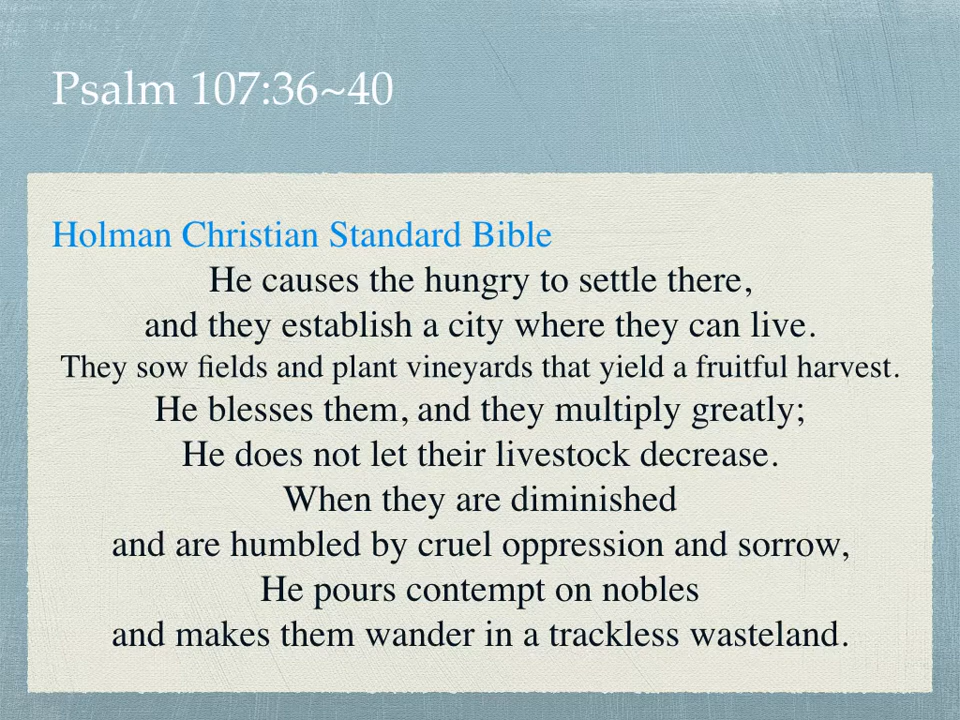 Psalm 107:36~40
Holman Christian Standard Bible
He causes the hungry to settle there,
and they establish a city where they can live.
They sow fields and plant vineyards that yield a fruitful harvest.
He blesses them, and they multiply greatly;
He does not let their livestock decrease.
When they are diminished
and are humbled by cruel oppression and sorrow,
He pours contempt on nobles
and makes them wander in a trackless wasteland.